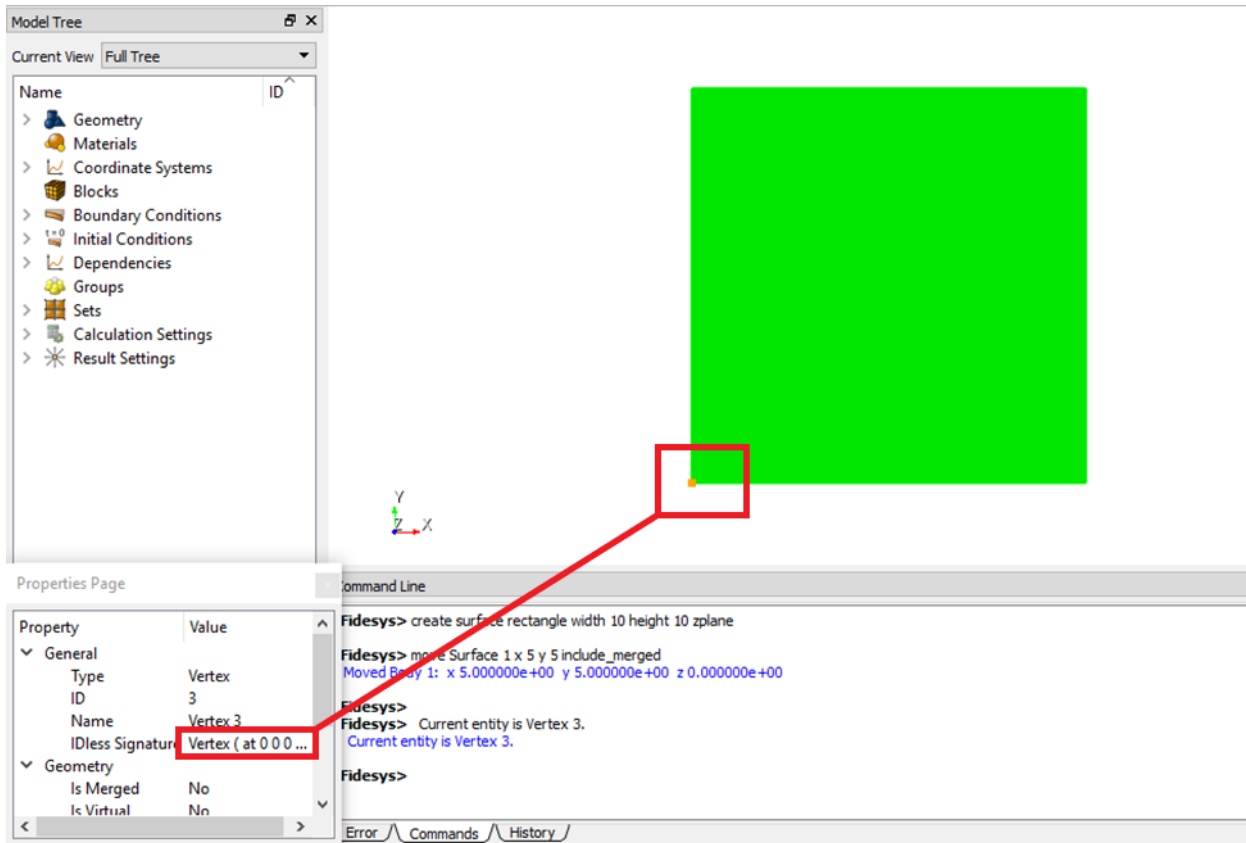 Model Tree
Current View Full Tree
Name ID
Geometry
Materials
Coordinate Systems
Blocks
Boundary Conditions
t=0
Initial Conditions
Dependencies
Groups
Sets
Calculation Settings
Result Settings
Y
Z X
Properties Page
Property Value
General
Type Vertex
ID 3
Name Vertex 3
IDless Signature Vertex ( at 0 0 0 ...
Geometry
Is Merged No
Is Virtual No
Command Line
Fidesys> create surface rectangle width 10 height 10 zplane
Fidesys> move Surface 1 x 5 y 5 include_merged
Moved Body 1: x 5.000000e+00 y 5.000000e+00 z 0.000000e+00
Fidesys>
Fidesys> Current entity is Vertex 3.
Current entity is Vertex 3.
Fidesys>
Error Commands History